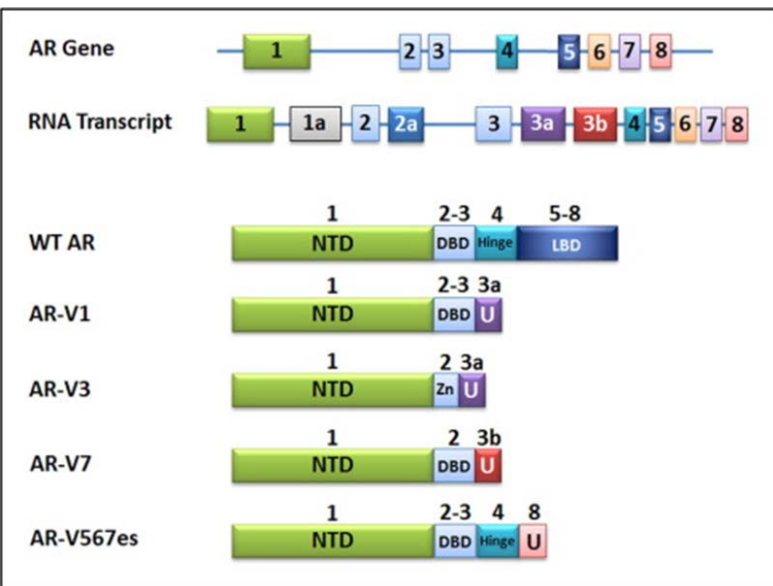 AR Gene 1 2 3 4 5 6 7 8
RNA Transcript 1 1a 2 2a 3 3a 3b 4 5 6 7 8
1 2-3 4 5-8
WT AR NTD DBD Hinge LBD
1 2-3 3a
AR-V1 NTD DBD U
1 2 3a
AR-V3 NTD Zn U
1 2 3b
AR-V7 NTD DBD U
1 2-3 4 8
AR-V567es NTD DBD Hinge U